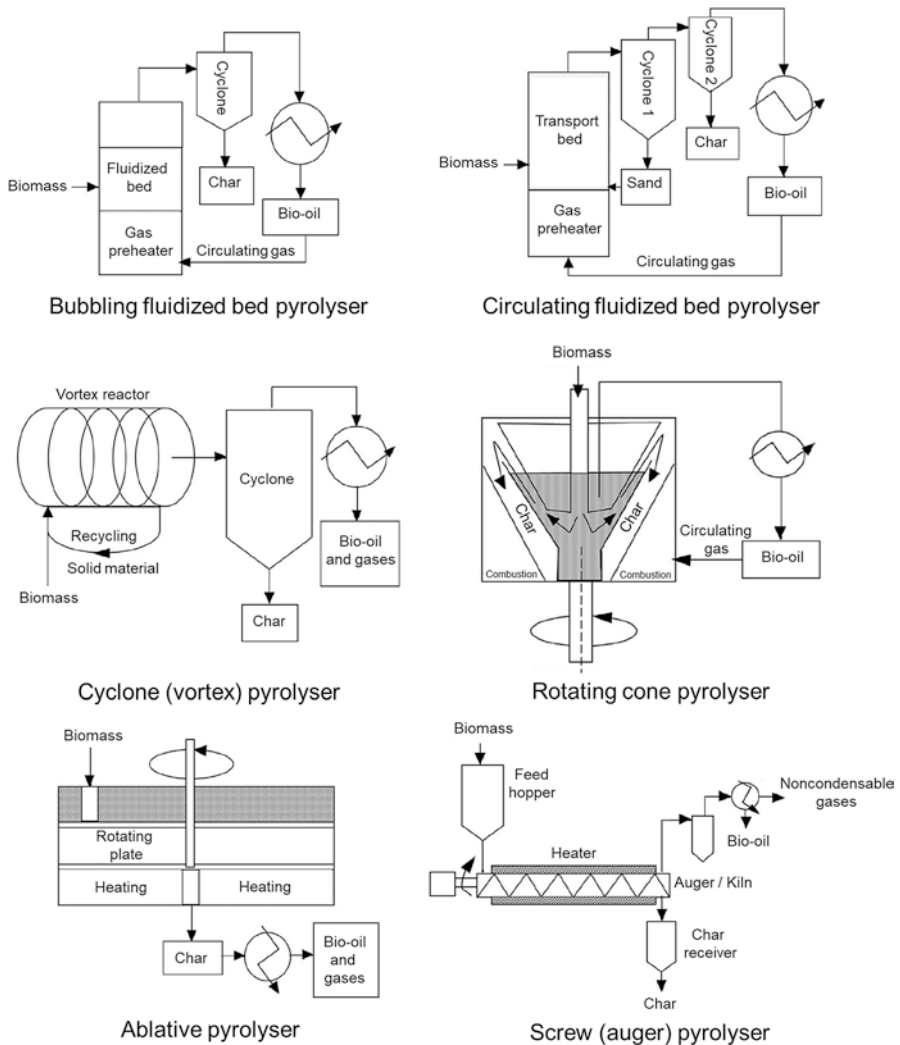 Cyclone
Fluidized
bed
Biomass
Char
Bio-oil
Gas
preheater
Circulating gas
Bubbling fluidized bed pyrolyser
Cyclone 1
Cyclone 2
Transport
bed
Char
Biomass
Sand
Bio-oil
Gas
preheater
Circulating gas
Circulating fluidized bed pyrolyser
Vortex reactor
Cyclone
Recycling
Solid material
Bio-oil
and gases
Biomass
Char
Cyclone (vortex) pyrolyser
Biomass
Char
Char
Circulating
gas
Bio-oil
Combustion
Combustion
Rotating cone pyrolyser
Biomass
Rotating
plate
Heating
Heating
Char
Bio-oil
and
gases
Ablative pyrolyser
Biomass
Feed
hopper
Noncondensable
gases
Bio-oil
Heater
Auger / Kiln
Char
receiver
Char
Screw (auger) pyrolyser